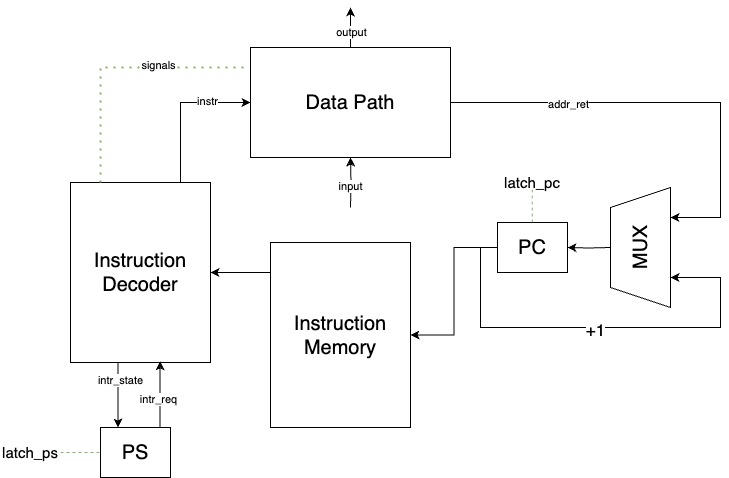 output
signals
Data Path
instr
addr_ret
input
latch_pc
PC
MUX
Instruction
Decoder
Instruction
Memory
+1
intr_state
intr_req
latch_ps
PS